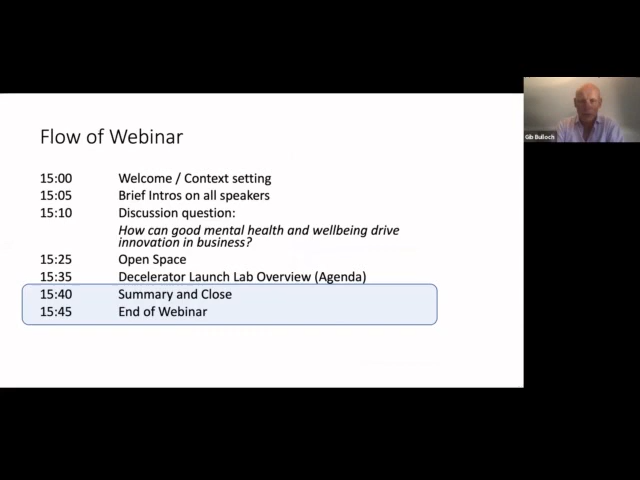 Flow of Webinar
15:00 Welcome / Context setting
15:05 Brief Intros on all speakers
15:10 Discussion question:
How can good mental health and wellbeing drive
innovation in business?
15:25 Open Space
15:35 Decelerator Launch Lab Overview (Agenda)
15:40 Summary and Close
15:45 End of Webinar
Gib Bulloch